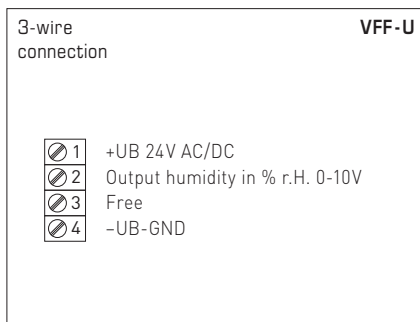 3-wire connection
VFF-U
1 +UB 24V AC/DC
2 Output humidity in % r.H. 0-10V
3 Free
4 –UB-GND